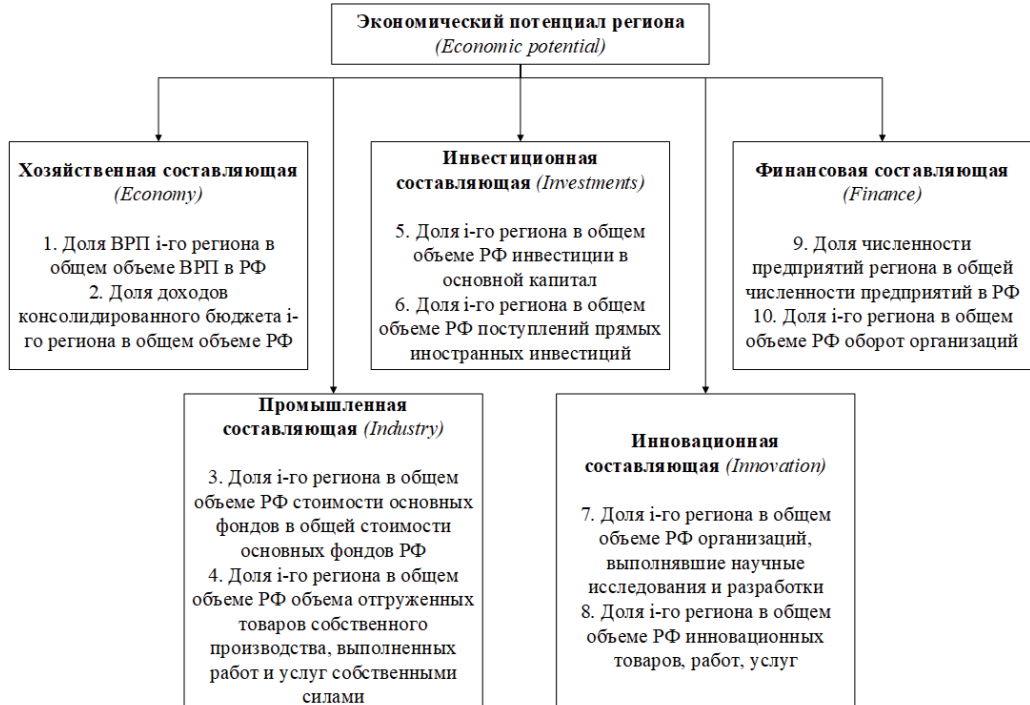 Экономический потенциал региона
(Economic potential)
Хозяйственная составляющая
(Economy)
1. Доля ВРП i-го региона в
общем объеме ВРП в РФ
2. Доля доходов
консолидированного бюджета i-
го региона в общем объеме РФ
Инвестиционная
составляющая (Investments)
5. Доля i-го региона в общем
объеме РФ инвестиции в
основной капитал
6. Доля i-го региона в общем
объеме РФ поступлений прямых
иностранных инвестиций
Финансовая составляющая
(Finance)
9. Доля численности
предприятий региона в общей
численности предприятий в РФ
10. Доля i-го региона в общем
объеме РФ оборот организаций
Промышленная
составляющая (Industry)
3. Доля i-го региона в общем
объеме РФ стоимости основных
фондов в общей стоимости
основных фондов РФ
4. Доля i-го региона в общем
объеме РФ объема отгруженных
товаров собственного
производства, выполненных
работ и услуг собственными
силами
Инновационная
составляющая (Innovation)
7. Доля i-го региона в общем
объеме РФ организаций,
выполнявшие научные
исследования и разработки
8. Доля i-го региона в общем
объеме РФ инновационных
товаров, работ, услуг